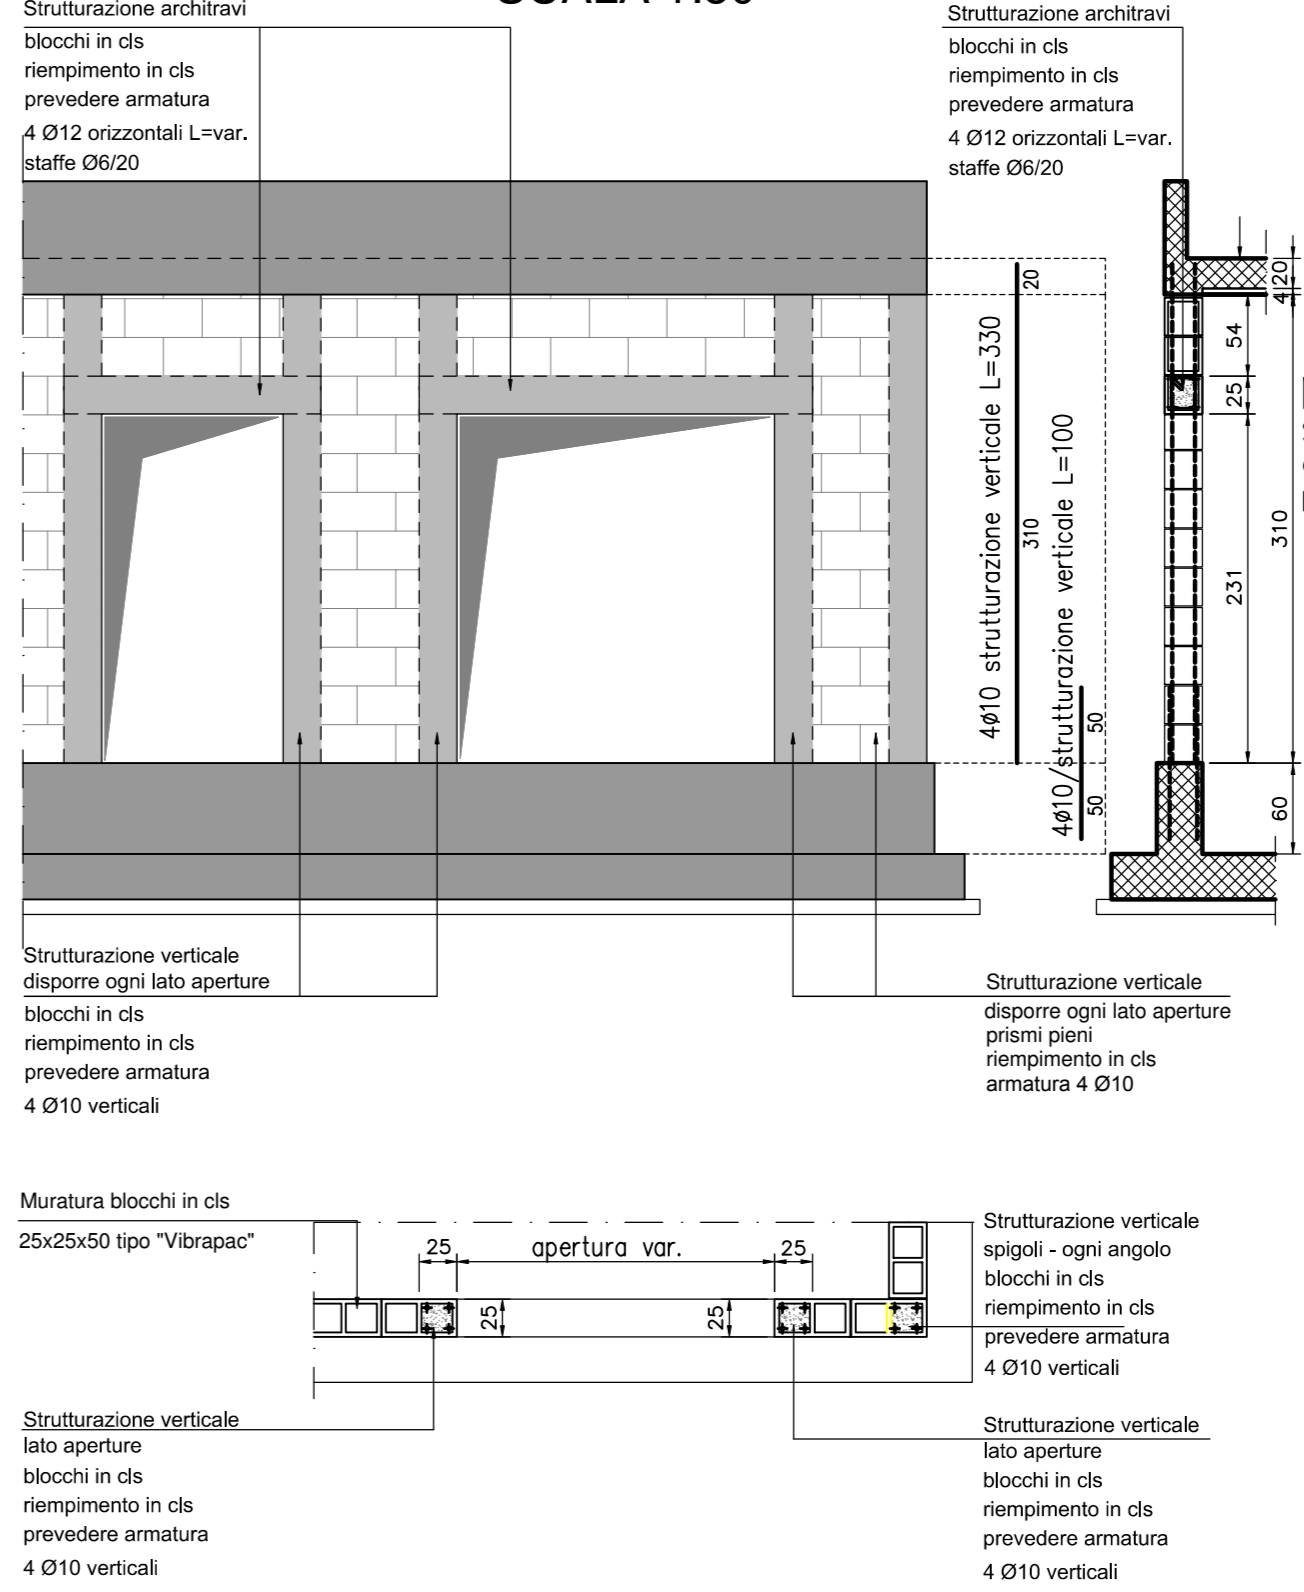 Strutturazione architravi
blocchi in cls
riempimento in cls
prevedere armatura
4 Ø12 orizzontali L=var.
staffe Ø6/20
Strutturazione architravi
blocchi in cls
riempimento in cls
prevedere armatura
4 Ø12 orizzontali L=var.
staffe Ø6/20
20
4ø10 strutturazione verticale L=330
310
4ø10/strutturazione verticale L=100
50
50
20
4
54
25
310
231
60
Strutturazione verticale
disporre ogni lato aperture
blocchi in cls
riempimento in cls
prevedere armatura
4 Ø10 verticali
Strutturazione verticale
disporre ogni lato aperture
prismi pieni
riempimento in cls
armatura 4 Ø10
Muratura blocchi in cls
25x25x50 tipo "Vibrapac"
25
apertura var.
25
25
25
Strutturazione verticale
spigoli - ogni angolo
blocchi in cls
riempimento in cls
prevedere armatura
4 Ø10 verticali
Strutturazione verticale
lato aperture
blocchi in cls
riempimento in cls
prevedere armatura
4 Ø10 verticali
Strutturazione verticale
lato aperture
blocchi in cls
riempimento in cls
prevedere armatura
4 Ø10 verticali